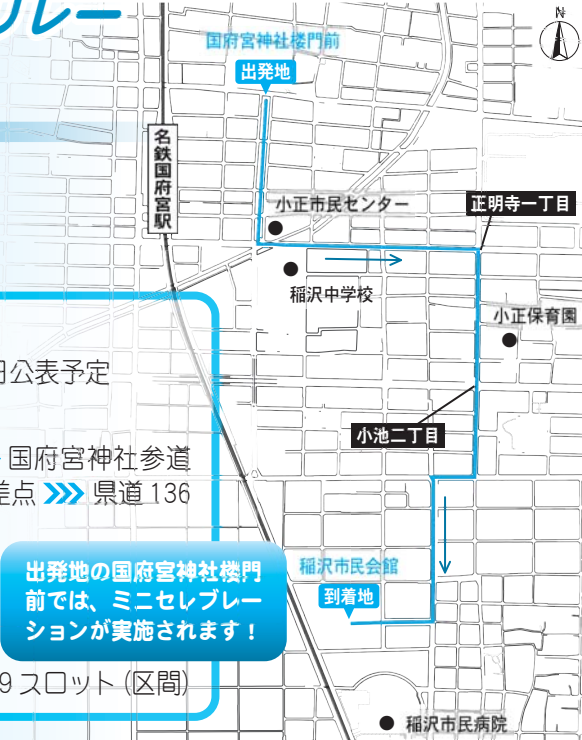 リレー
N
国府宮神社楼門前
出発地
名鉄国府宮駅
小正市民センター
正明寺一丁目
稲沢中学校
小正保育園
公表予定
小池二丁目
国府宮神社参道
差点 >>> 県道 136
出発地の国府宮神社楼門
前では、ミニセレブレー
ションが実施されます!
稲沢市民会館
到着地
9 スロット (区間)
稲沢市民病院